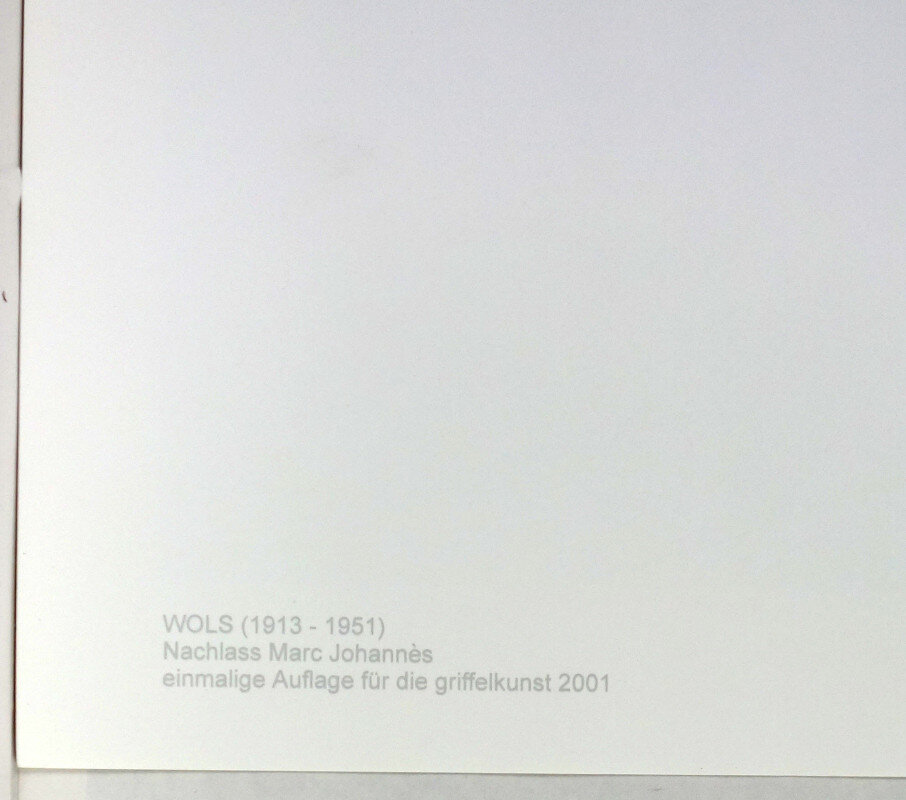 WOLS (1913 - 1951)
Nachlass Marc Johannès
einmalige Auflage für die griffelkunst 2001